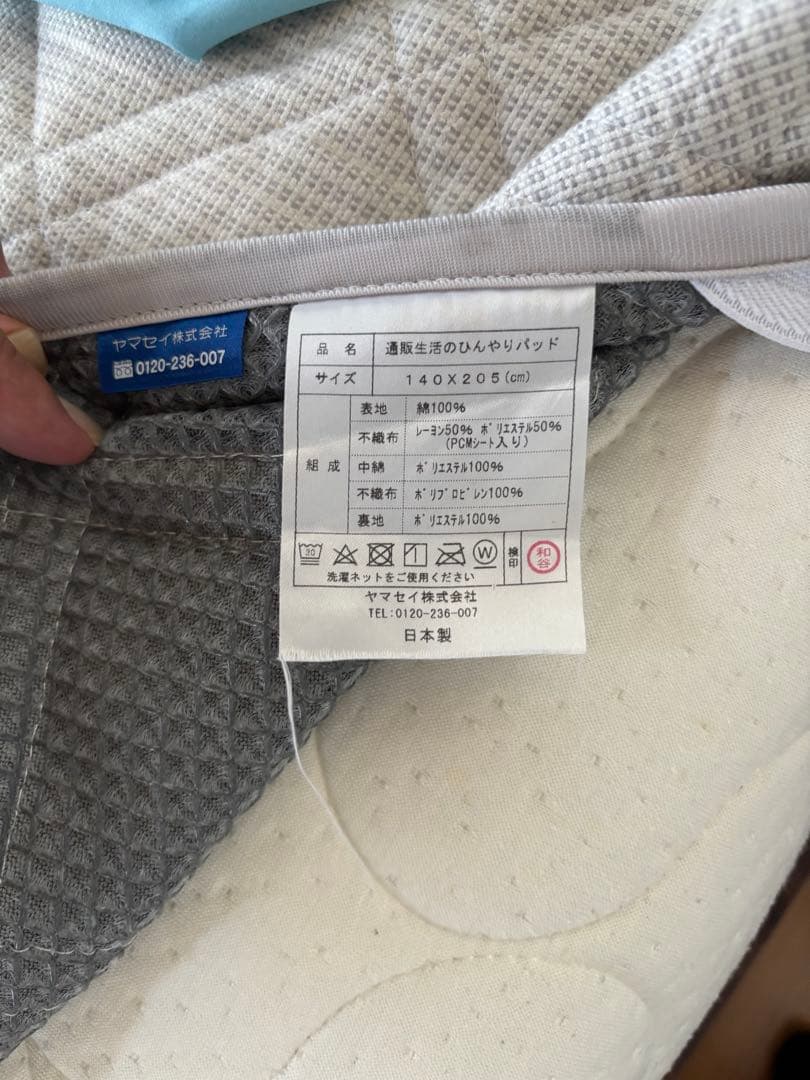 ヤマセイ株式会社
0120-236-007
品名 通販生活のひんやりパッド
サイズ 140X205(cm)
組成
表地 綿100%
不織布 レーヨン50% ポリエステル50%
(PCMシート入り)
中綿 ポリエステル100%
不織布 ポリプロピレン100%
裏地 ポリエステル100%
30 W 検印 和谷
洗濯ネットをご使用ください
ヤマセイ株式会社
TEL:0120-236-007
日本製